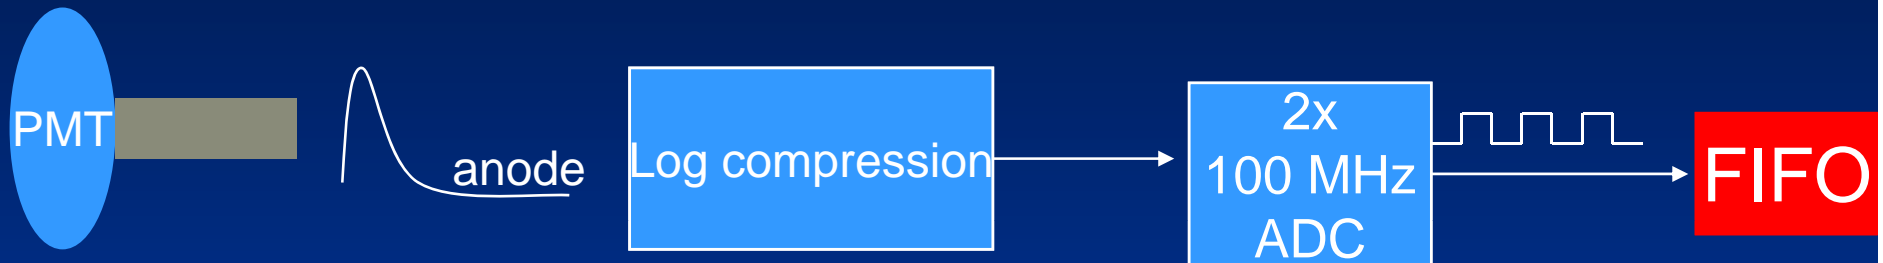 PMT
anode
Log compression
2x
100 MHz
ADC
FIFO